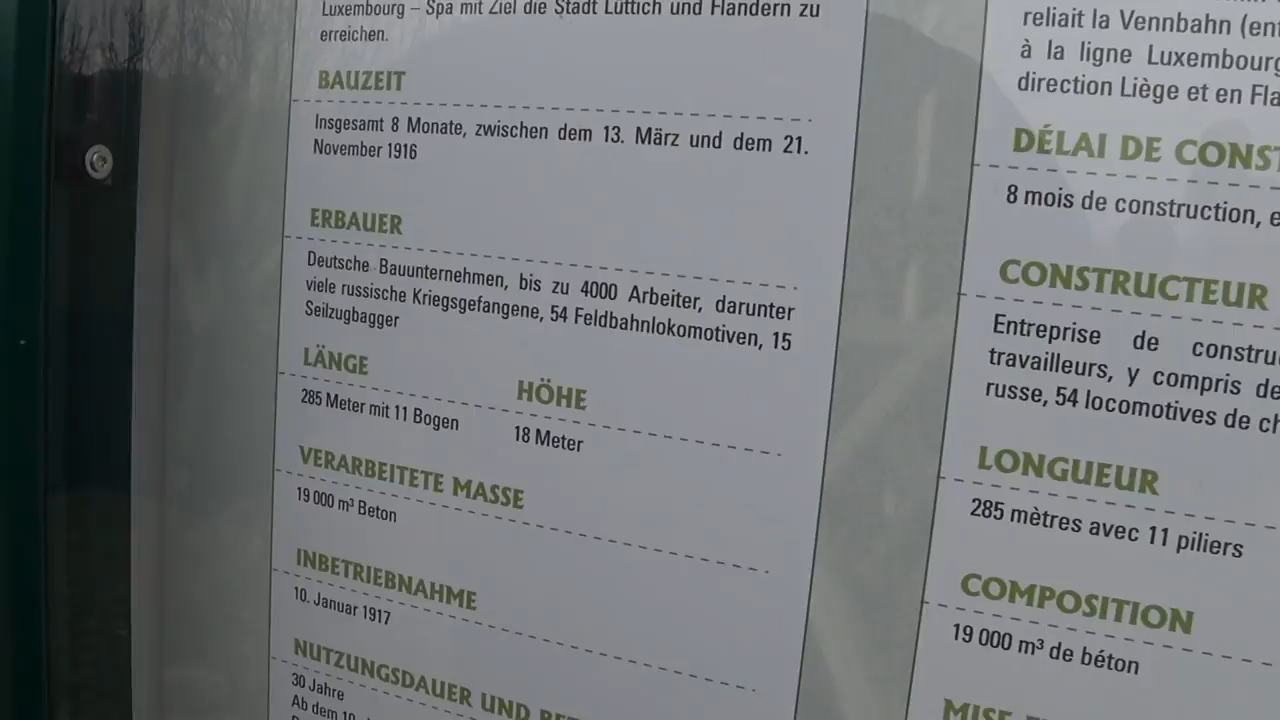 Luxembourg – Spa mit Ziel die Stadt Lüttich und Flandern zu
erreichen.
BAUZEIT
Insgesamt 8 Monate, zwischen dem 13. März und dem 21.
November 1916
ERBAUER
Deutsche Bauunternehmen, bis zu 4000 Arbeiter, darunter
viele russische Kriegsgefangene, 54 Feldbahnlokomotiven, 15
Seilzugbagger
LÄNGE
285 Meter mit 11 Bogen
HÖHE
18 Meter
VERARBEITETE MASSE
19 000 m³ Beton
INBETRIEBNAHME
10. Januar 1917
NUTZUNGSDAUER UND
30 Jahre
Ab dem
reliait la Vennbahn (ent
à la ligne Luxembourg
direction Liège et en Fla
DÉLAI DE CONST
8 mois de construction, e
CONSTRUCTEUR
Entreprise de constru
travailleurs, y compris de
russe, 54 locomotives de ch
LONGUEUR
285 mètres avec 11 piliers
COMPOSITION
19 000 m³ de béton
MISE